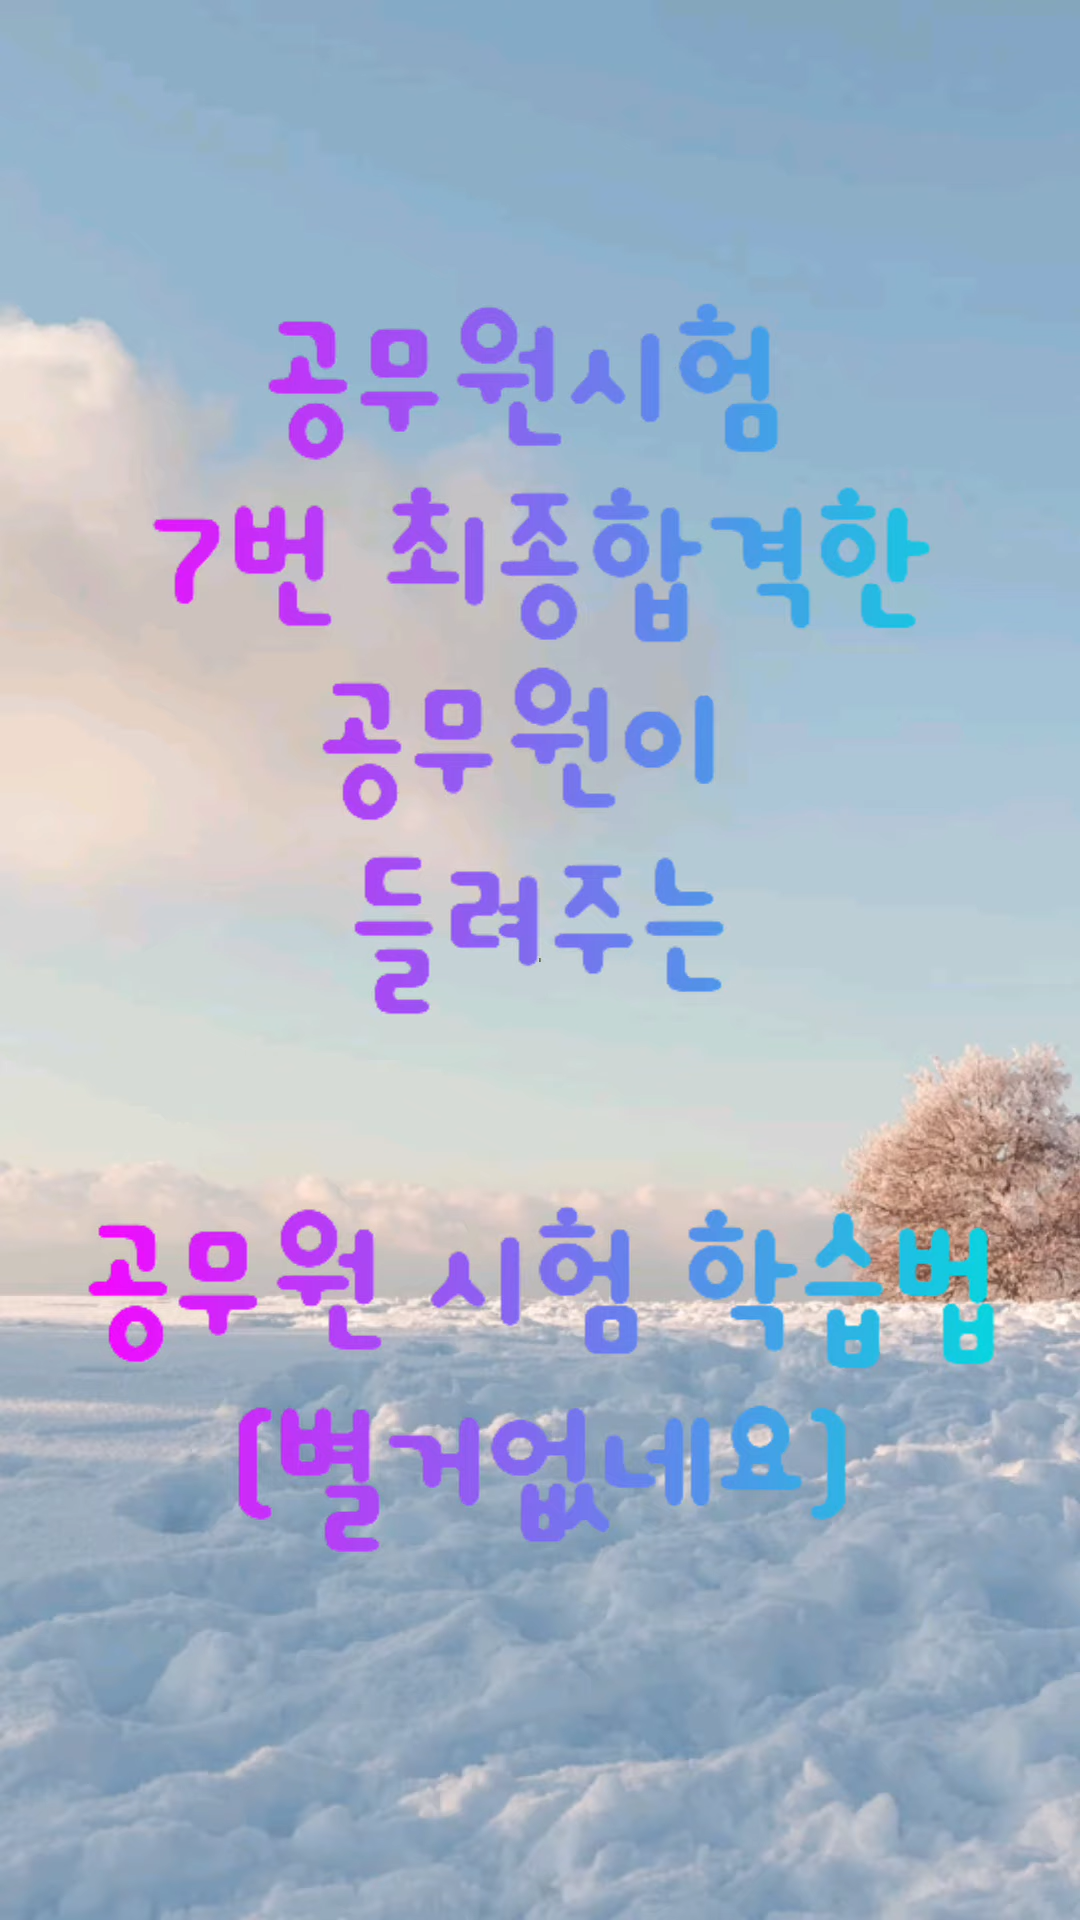 공무원시험
7번 최종합격한
공무원이
들려주는
공무원 시험 학습법
(별거없네요)